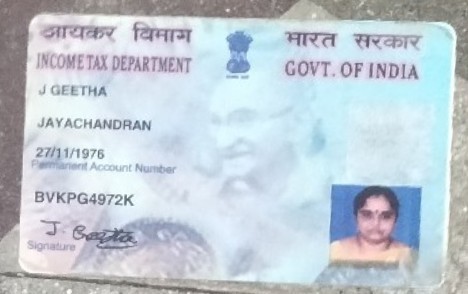 आयकर विभाग
भारत सरकार
INCOME TAX DEPARTMENT
GOVT. OF INDIA
J GEETHA
JAYACHANDRAN
27/11/1976
Permanent Account Number
BVKPG4972K
J. Geetha
Signature